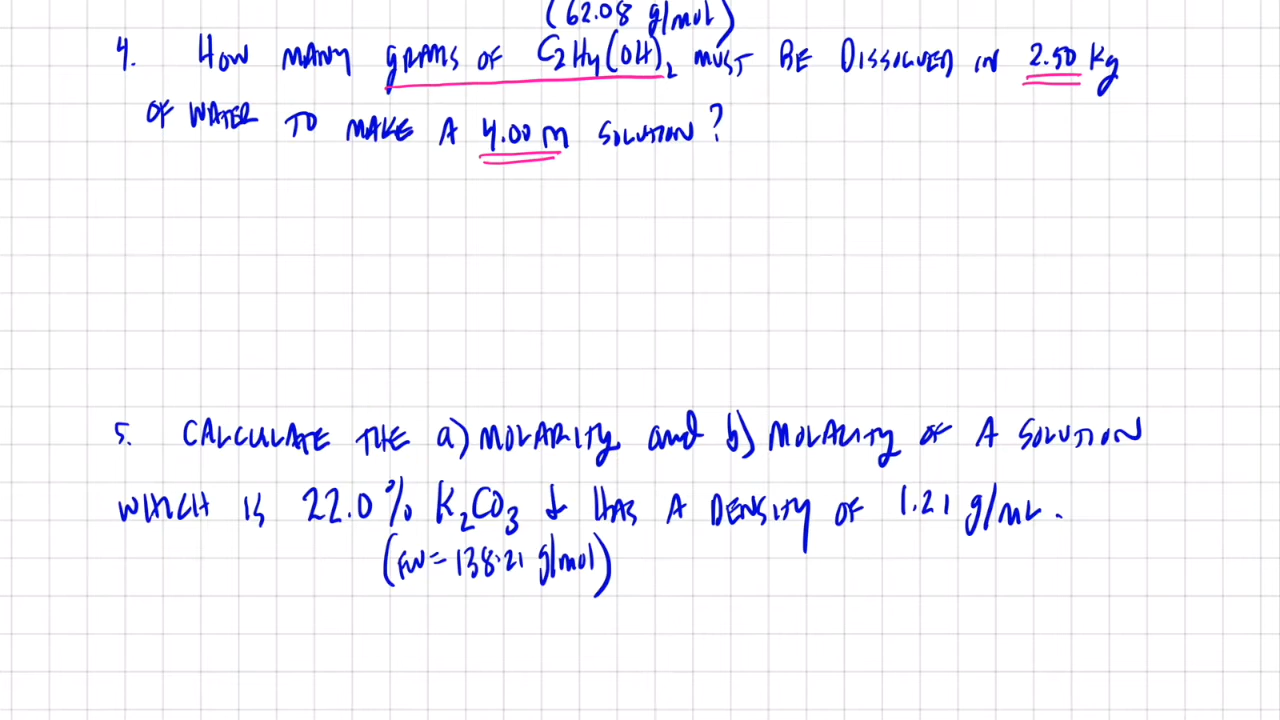 (62.08 g/mol)
4. HOW MANY grams OF C2H4(OH)2 MUST BE DISSOLVED IN 2.50 Kg
OF WATER TO MAKE A 4.00 m SOLUTION?
5. CALCULATE THE a) MOLARITY and b) MOLALITY OF A SOLUTION
WHICH IS 22.0% K2CO3 & HAS A DENSITY OF 1.21 g/mL.
(FW = 138.21 g/mol)